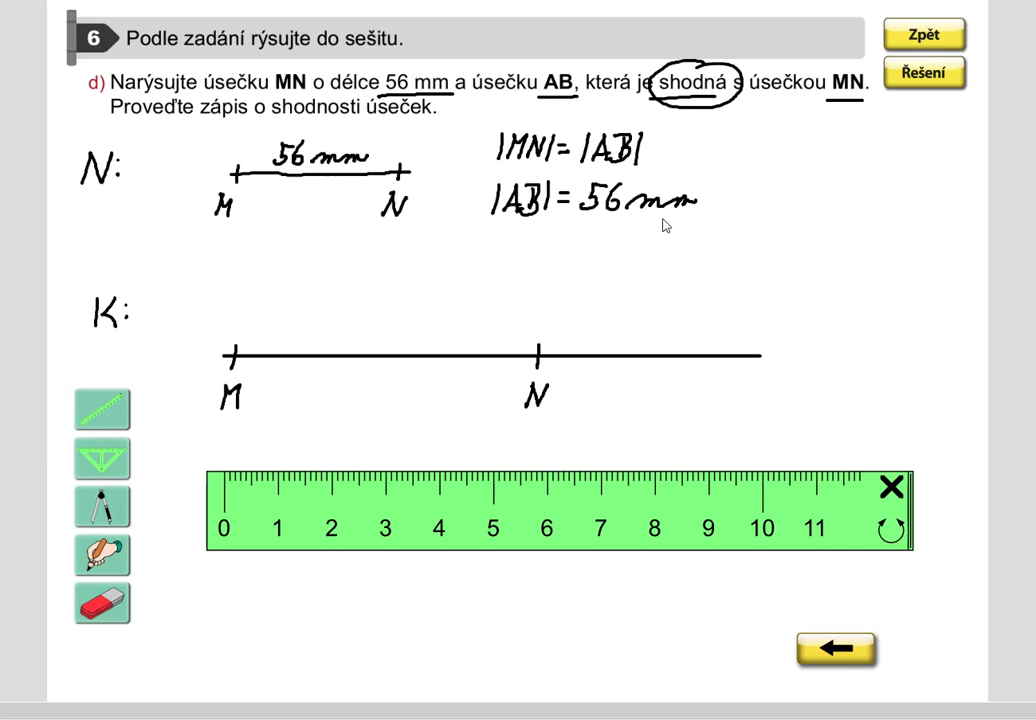 6 Podle zadání rýsujte do sešitu.
Zpět
Řešení
d) Narýsujte úsečku MN o délce 56 mm a úsečku AB, která je shodná s úsečkou MN.
Proveďte zápis o shodnosti úseček.
N:
56 mm
M N
|MN| = |AB|
|AB| = 56 mm
K:
M N
0 1 2 3 4 5 6 7 8 9 10 11